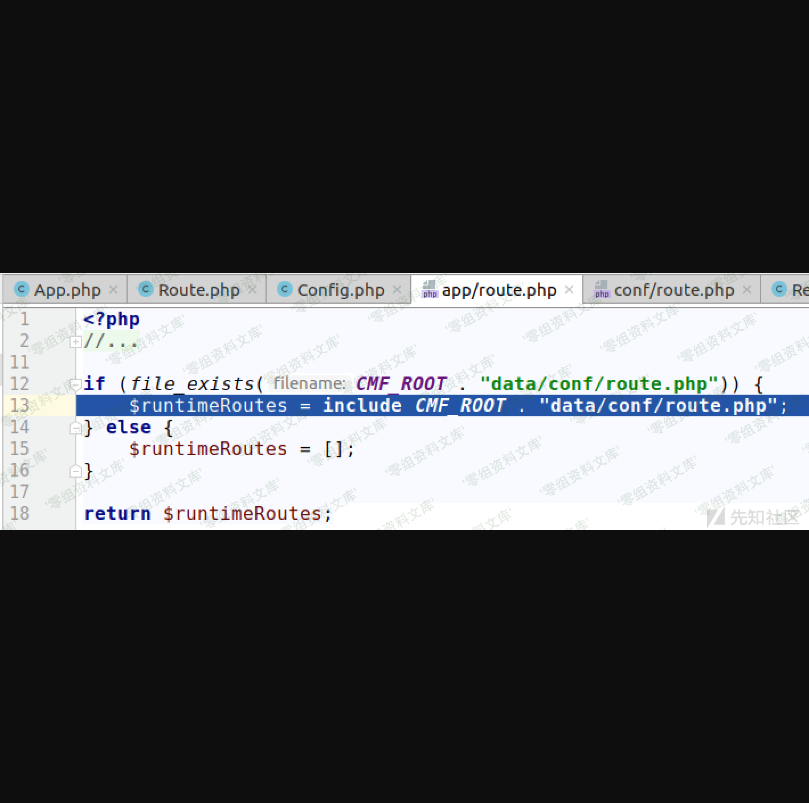 App.php × Route.php × Config.php × app/route.php × conf/route.php × Re
1 <?php
2 //...
11
12 if (file_exists( filename: CMF_ROOT . "data/conf/route.php")) {
13 $runtimeRoutes = include CMF_ROOT . "data/conf/route.php";
14 } else {
15 $runtimeRoutes = [];
16 }
17
18 return $runtimeRoutes;
零组资料文库
先知社区